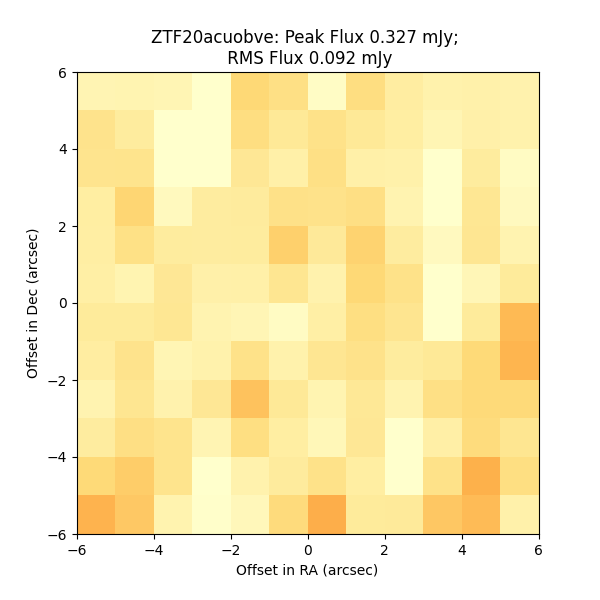 ZTF20acuobve: Peak Flux 0.327 mJy;
RMS Flux 0.092 mJy
6
4
2
0
−2
−4
−6
Offset in Dec (arcsec)
−6 −4 −2 0 2 4 6
Offset in RA (arcsec)